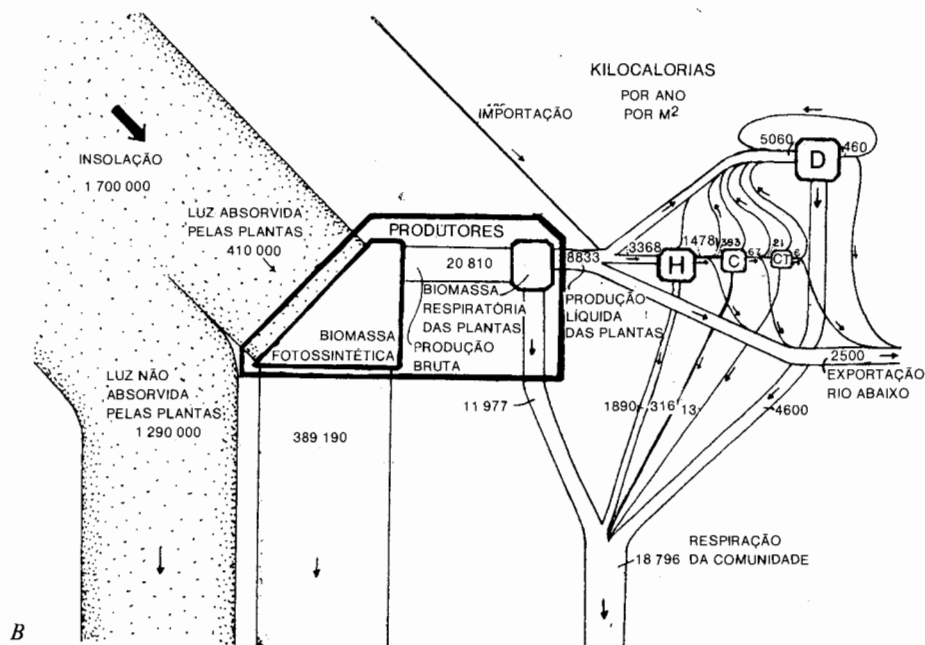 KILOCALORIAS
POR ANO
POR M²
IMPORTAÇÃO
INSOLAÇÃO
1 700 000
LUZ ABSORVIDA
PELAS PLANTAS
410 000
PRODUTORES
20 810
BIOMASSA
RESPIRATÓRIA
DAS PLANTAS
PRODUÇÃO
BRUTA
BIOMASSA
FOTOSSINTÉTICA
8833
PRODUÇÃO
LÍQUIDA
DAS PLANTAS
5060
D
460
3368
H
1478
C
67
21
CT
6
2500
EXPORTAÇÃO
RIO ABAIXO
LUZ NÃO
ABSORVIDA
PELAS PLANTAS
1 290 000
389 190
11 977
1890
316
13
4600
RESPIRAÇÃO
DA COMUNIDADE
18 796
B